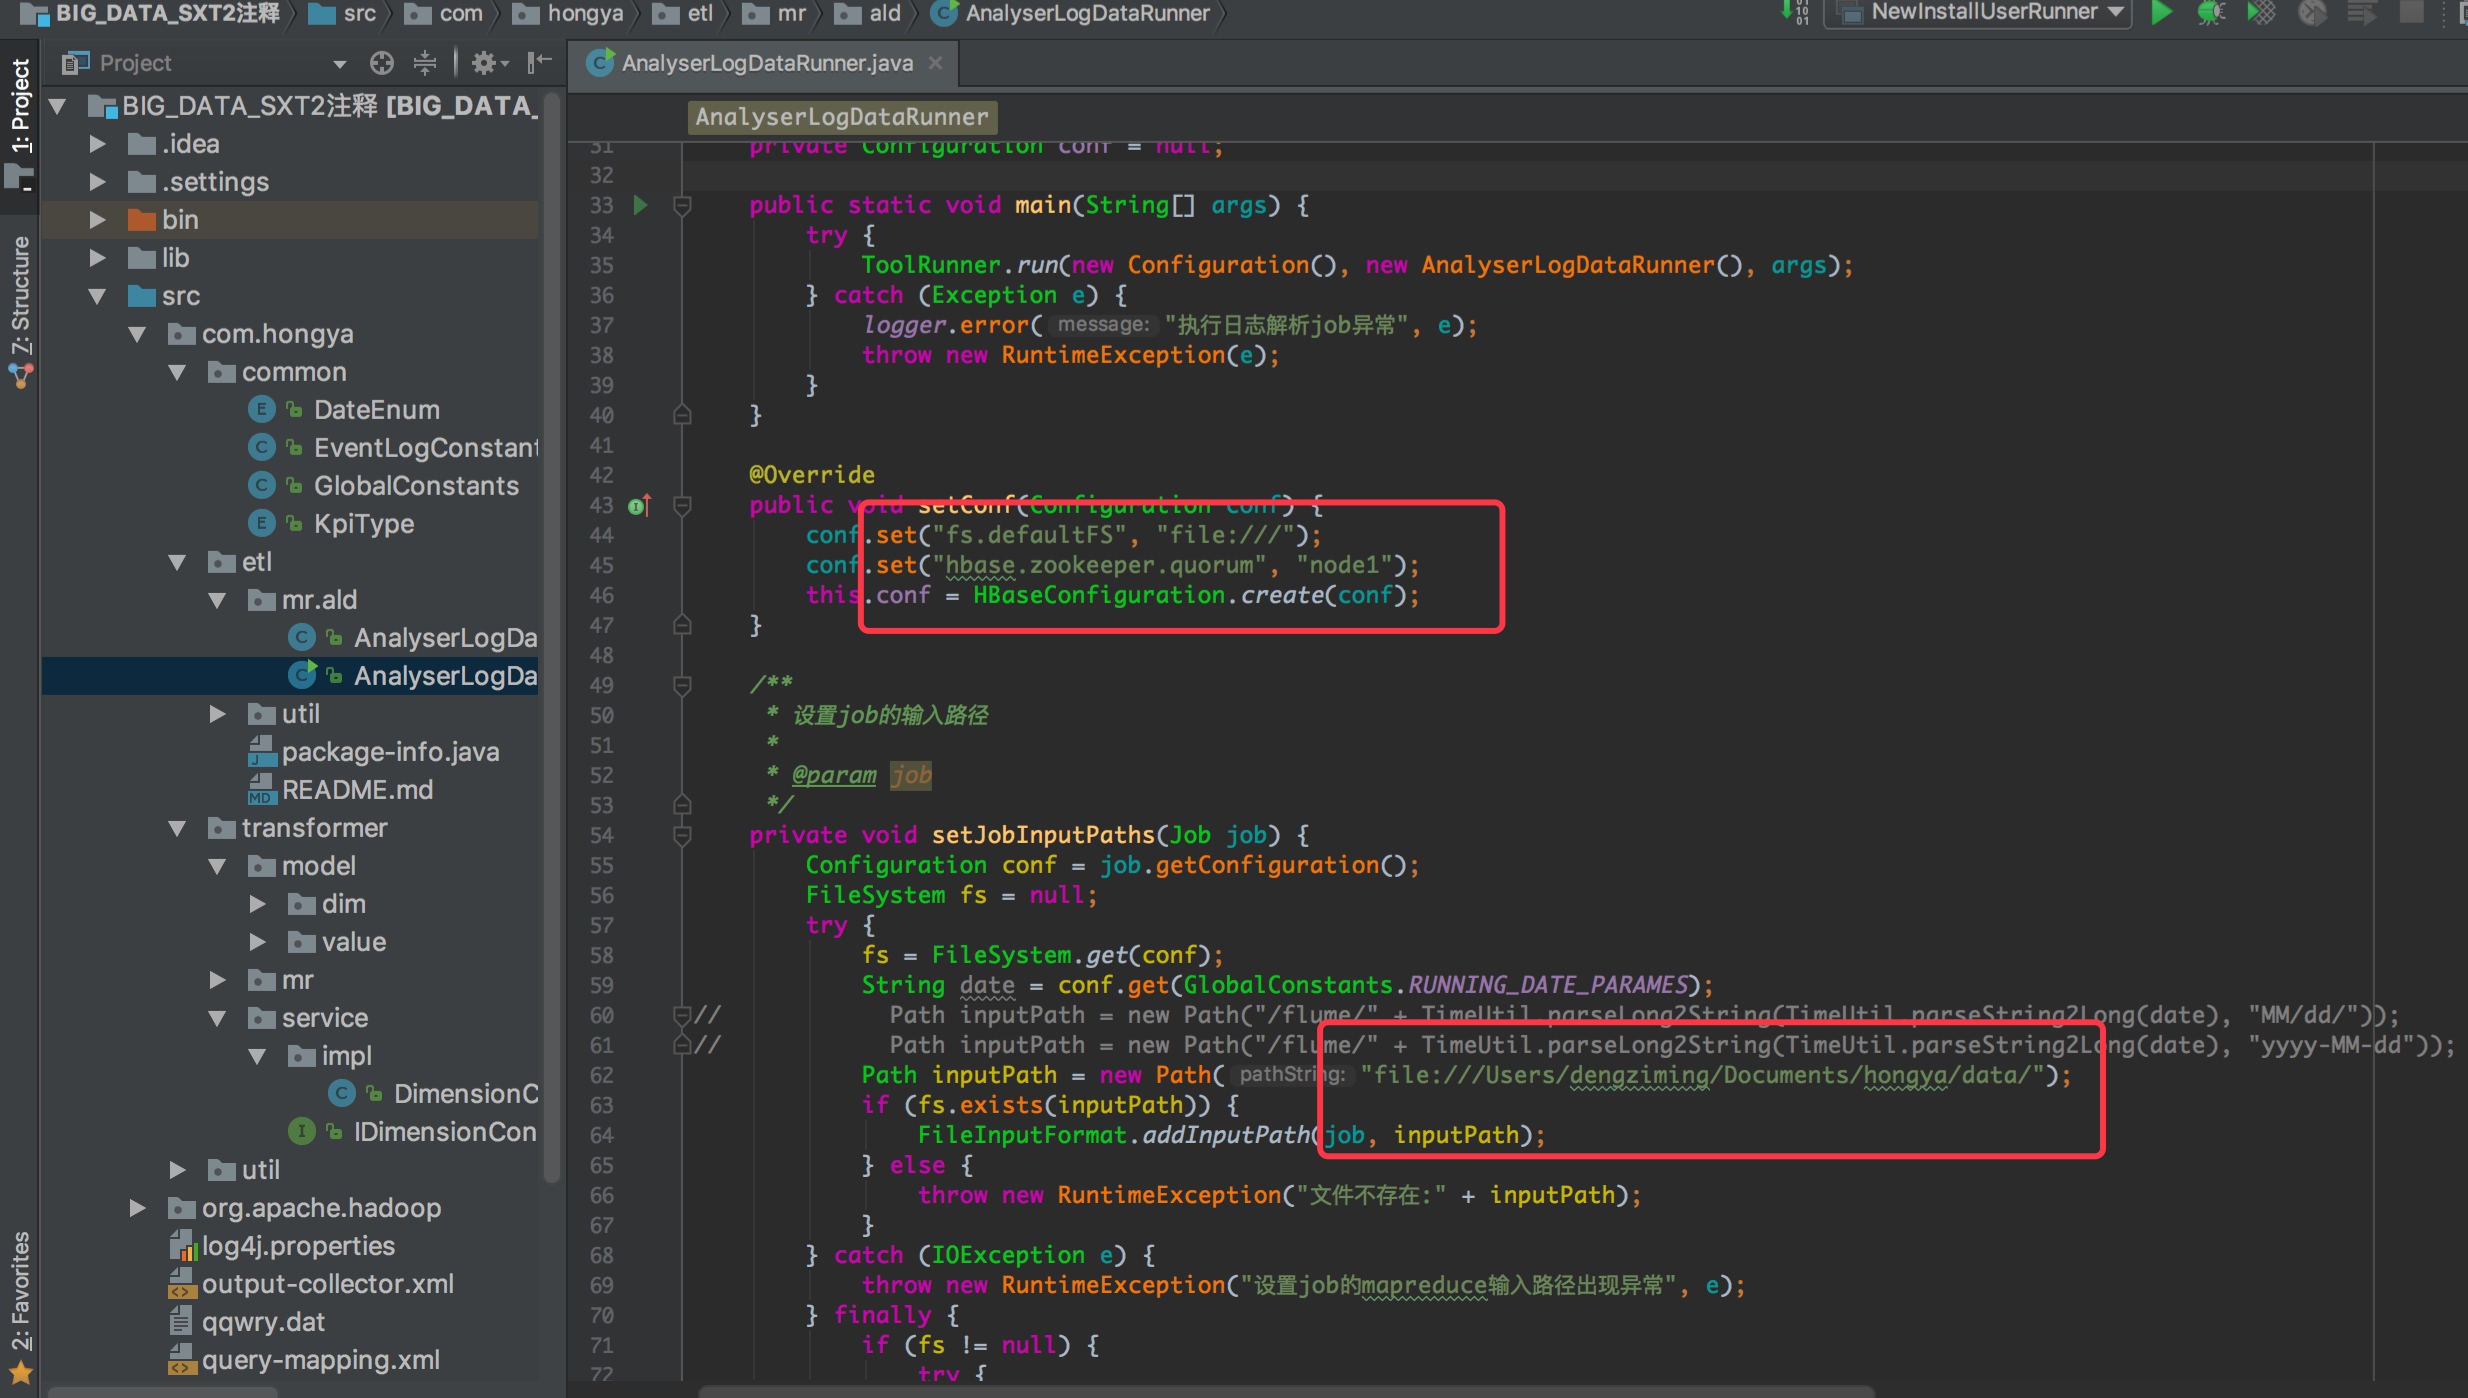 BIG_DATA_SXT2注释 src com hongya etl mr ald AnalyserLogDataRunner
NewInstallUserRunner
1: Project
7: Structure
2: Favorites
Project
BIG_DATA_SXT2注释 [BIG_DATA_
.idea
.settings
bin
lib
src
com.hongya
common
DateEnum
EventLogConstant
GlobalConstants
KpiType
etl
mr.ald
AnalyserLogDa
AnalyserLogDa
util
package-info.java
README.md
transformer
model
dim
value
mr
service
impl
DimensionC
IDimensionCon
util
org.apache.hadoop
log4j.properties
output-collector.xml
qqwry.dat
query-mapping.xml
AnalyserLogDataRunner.java
AnalyserLogDataRunner
31 private Configuration conf = null;
32
33 public static void main(String[] args) {
34 try {
35 ToolRunner.run(new Configuration(), new AnalyserLogDataRunner(), args);
36 } catch (Exception e) {
37 logger.error( message: "执行日志解析job异常", e);
38 throw new RuntimeException(e);
39 }
40 }
41
42 @Override
43 public void setConf(Configuration conf) {
44 conf.set("fs.defaultFS", "file:///");
45 conf.set("hbase.zookeeper.quorum", "node1");
46 this.conf = HBaseConfiguration.create(conf);
47 }
48
49 /**
50 * 设置job的输入路径
51 *
52 * @param job
53 */
54 private void setJobInputPaths(Job job) {
55 Configuration conf = job.getConfiguration();
56 FileSystem fs = null;
57 try {
58 fs = FileSystem.get(conf);
59 String date = conf.get(GlobalConstants.RUNNING_DATE_PARAMES);
60 // Path inputPath = new Path("/flume/" + TimeUtil.parseLong2String(TimeUtil.parseString2Long(date), "MM/dd/"));
61 // Path inputPath = new Path("/flume/" + TimeUtil.parseLong2String(TimeUtil.parseString2Long(date), "yyyy-MM-dd"));
62 Path inputPath = new Path( pathString: "file:///Users/dengziming/Documents/hongya/data/");
63 if (fs.exists(inputPath)) {
64 FileInputFormat.addInputPath(job, inputPath);
65 } else {
66 throw new RuntimeException("文件不存在:" + inputPath);
67 }
68 } catch (IOException e) {
69 throw new RuntimeException("设置job的mapreduce输入路径出现异常", e);
70 } finally {
71 if (fs != null) {
72 try {